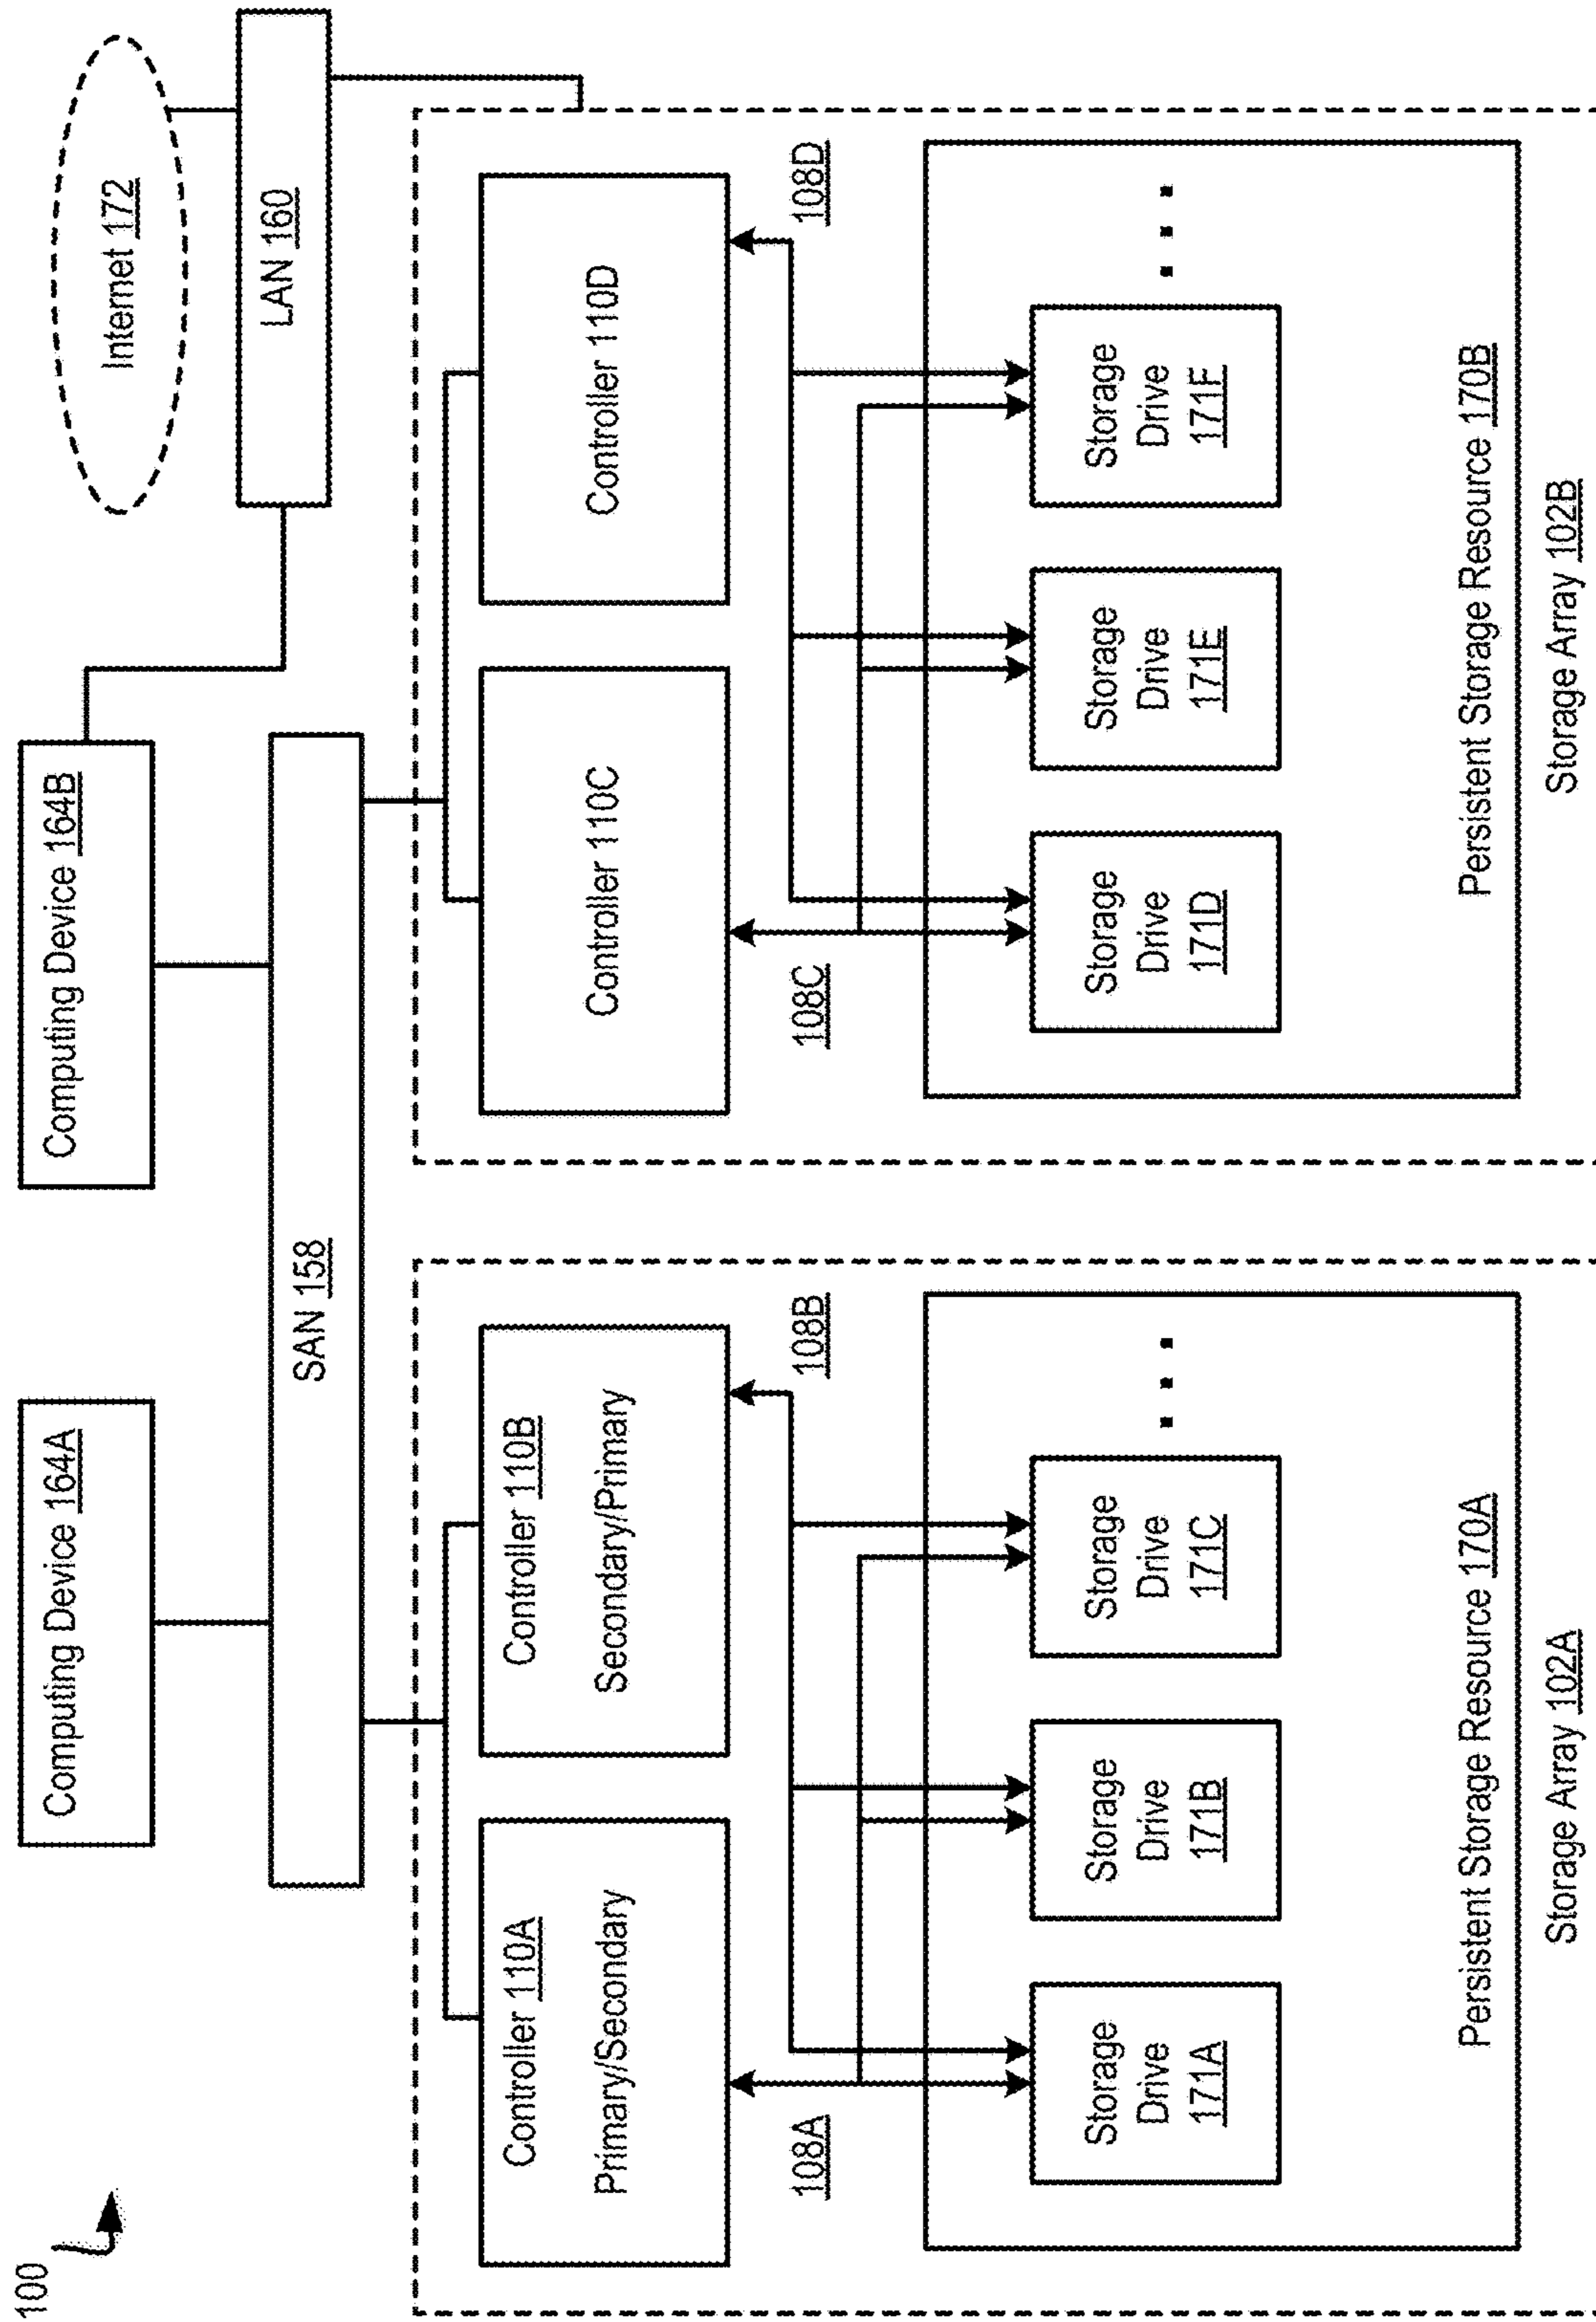 100
Computing Device 164A
Computing Device 164B
Internet 172
SAN 158
LAN 160
Controller 110A
Primary/Secondary
Controller 110B
Secondary/Primary
Controller 110C
Controller 110D
108A
108B
108C
108D
Storage
Drive
171A
Storage
Drive
171B
Storage
Drive
171C
Storage
Drive
171D
Storage
Drive
171E
Storage
Drive
171F
Persistent Storage Resource 170A
Persistent Storage Resource 170B
Storage Array 102A
Storage Array 102B